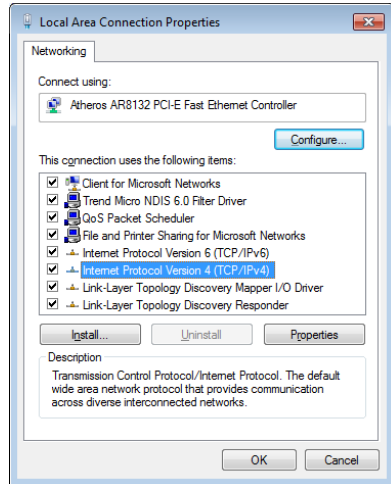 Local Area Connection Properties
Networking
Connect using:
Atheros AR8132 PCI-E Fast Ethernet Controller
Configure...
This connection uses the following items:
Client for Microsoft Networks
Trend Micro NDIS 6.0 Filter Driver
QoS Packet Scheduler
File and Printer Sharing for Microsoft Networks
Internet Protocol Version 6 (TCP/IPv6)
Internet Protocol Version 4 (TCP/IPv4)
Link-Layer Topology Discovery Mapper I/O Driver
Link-Layer Topology Discovery Responder
Install... Uninstall Properties
Description
Transmission Control Protocol/Internet Protocol. The default
wide area network protocol that provides communication
across diverse interconnected networks.
OK Cancel